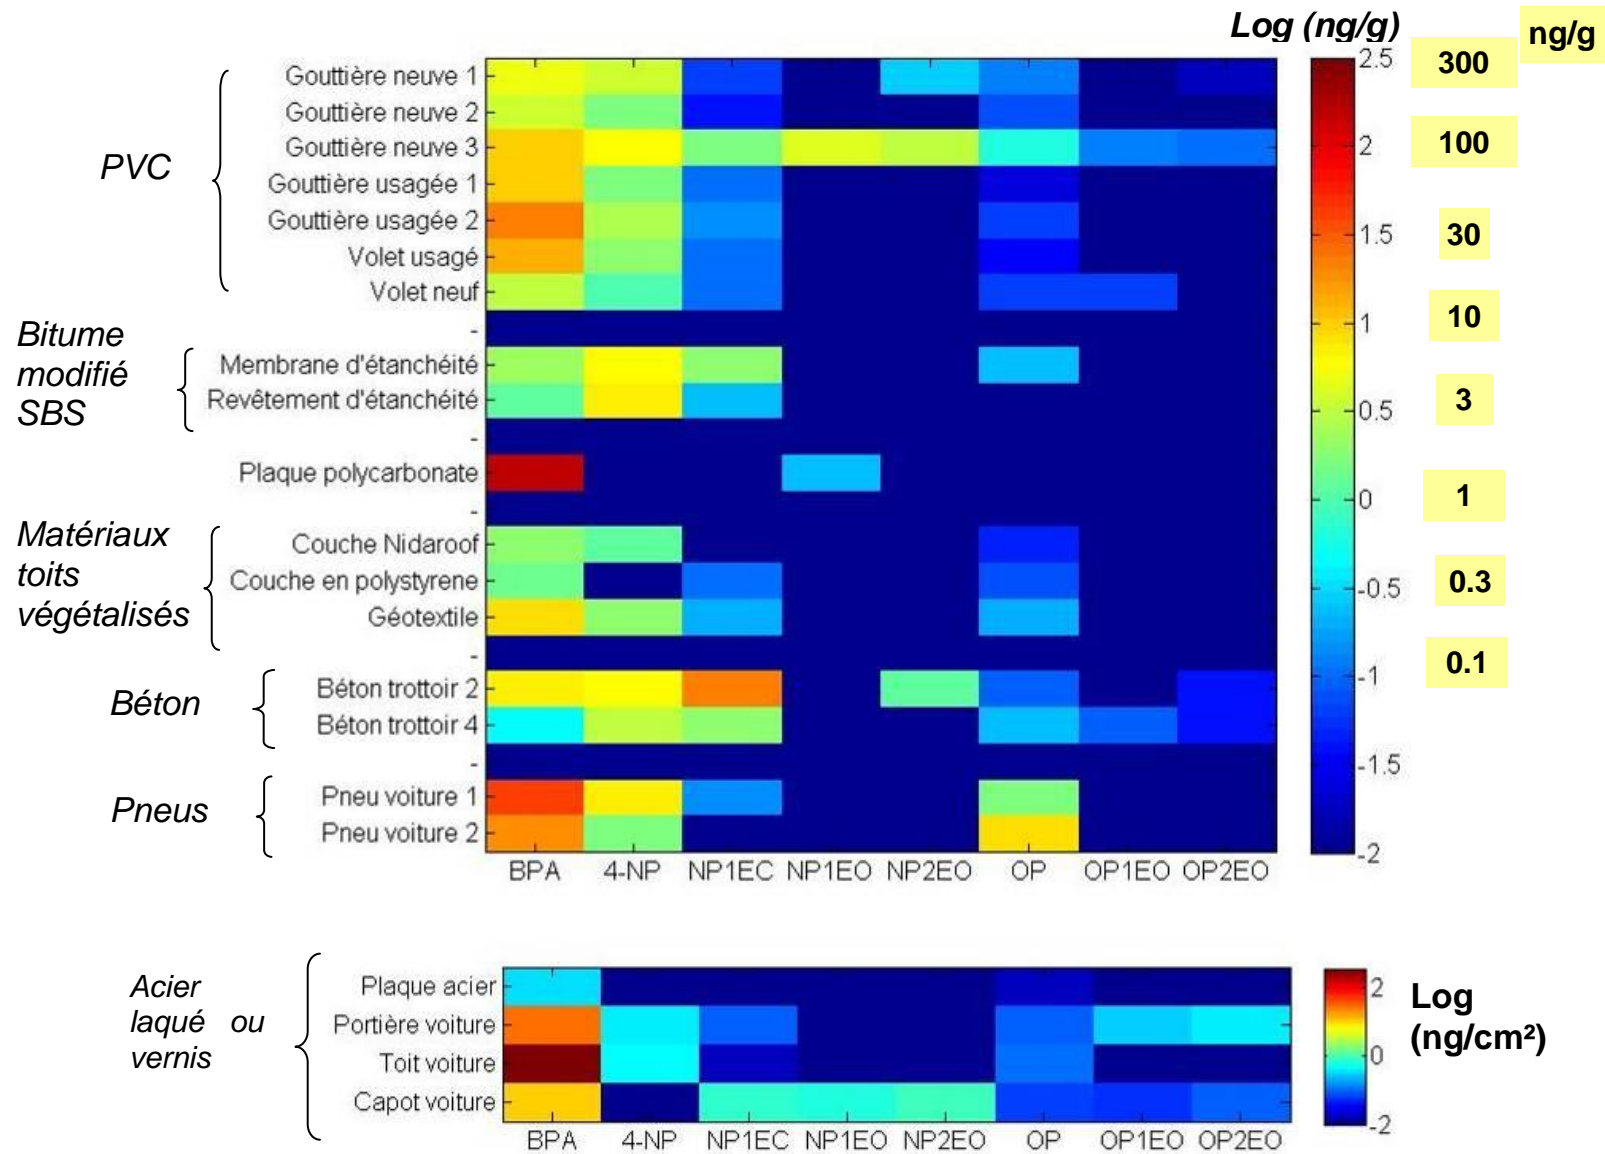 Log (ng/g)
ng/g
2.5
300
2
100
1.5
30
1
10
0.5
3
0
1
-0.5
0.3
-1
0.1
-1.5
-2
PVC
Gouttière neuve 1
Gouttière neuve 2
Gouttière neuve 3
Gouttière usagée 1
Gouttière usagée 2
Volet usagé
Volet neuf
-
Bitume
modifié
SBS
Membrane d'étanchéité
Revêtement d'étanchéité
-
Plaque polycarbonate
-
Matériaux
toits
végétalisés
Couche Nidaroof
Couche en polystyrene
Géotextile
-
Béton
Béton trottoir 2
Béton trottoir 4
-
Pneus
Pneu voiture 1
Pneu voiture 2
BPA 4-NP NP1EC NP1EO NP2EO OP OP1EO OP2EO
Acier
laqué ou
vernis
Plaque acier
Portière voiture
Toit voiture
Capot voiture
BPA 4-NP NP1EC NP1EO NP2EO OP OP1EO OP2EO
2
0
-2
Log
(ng/cm²)